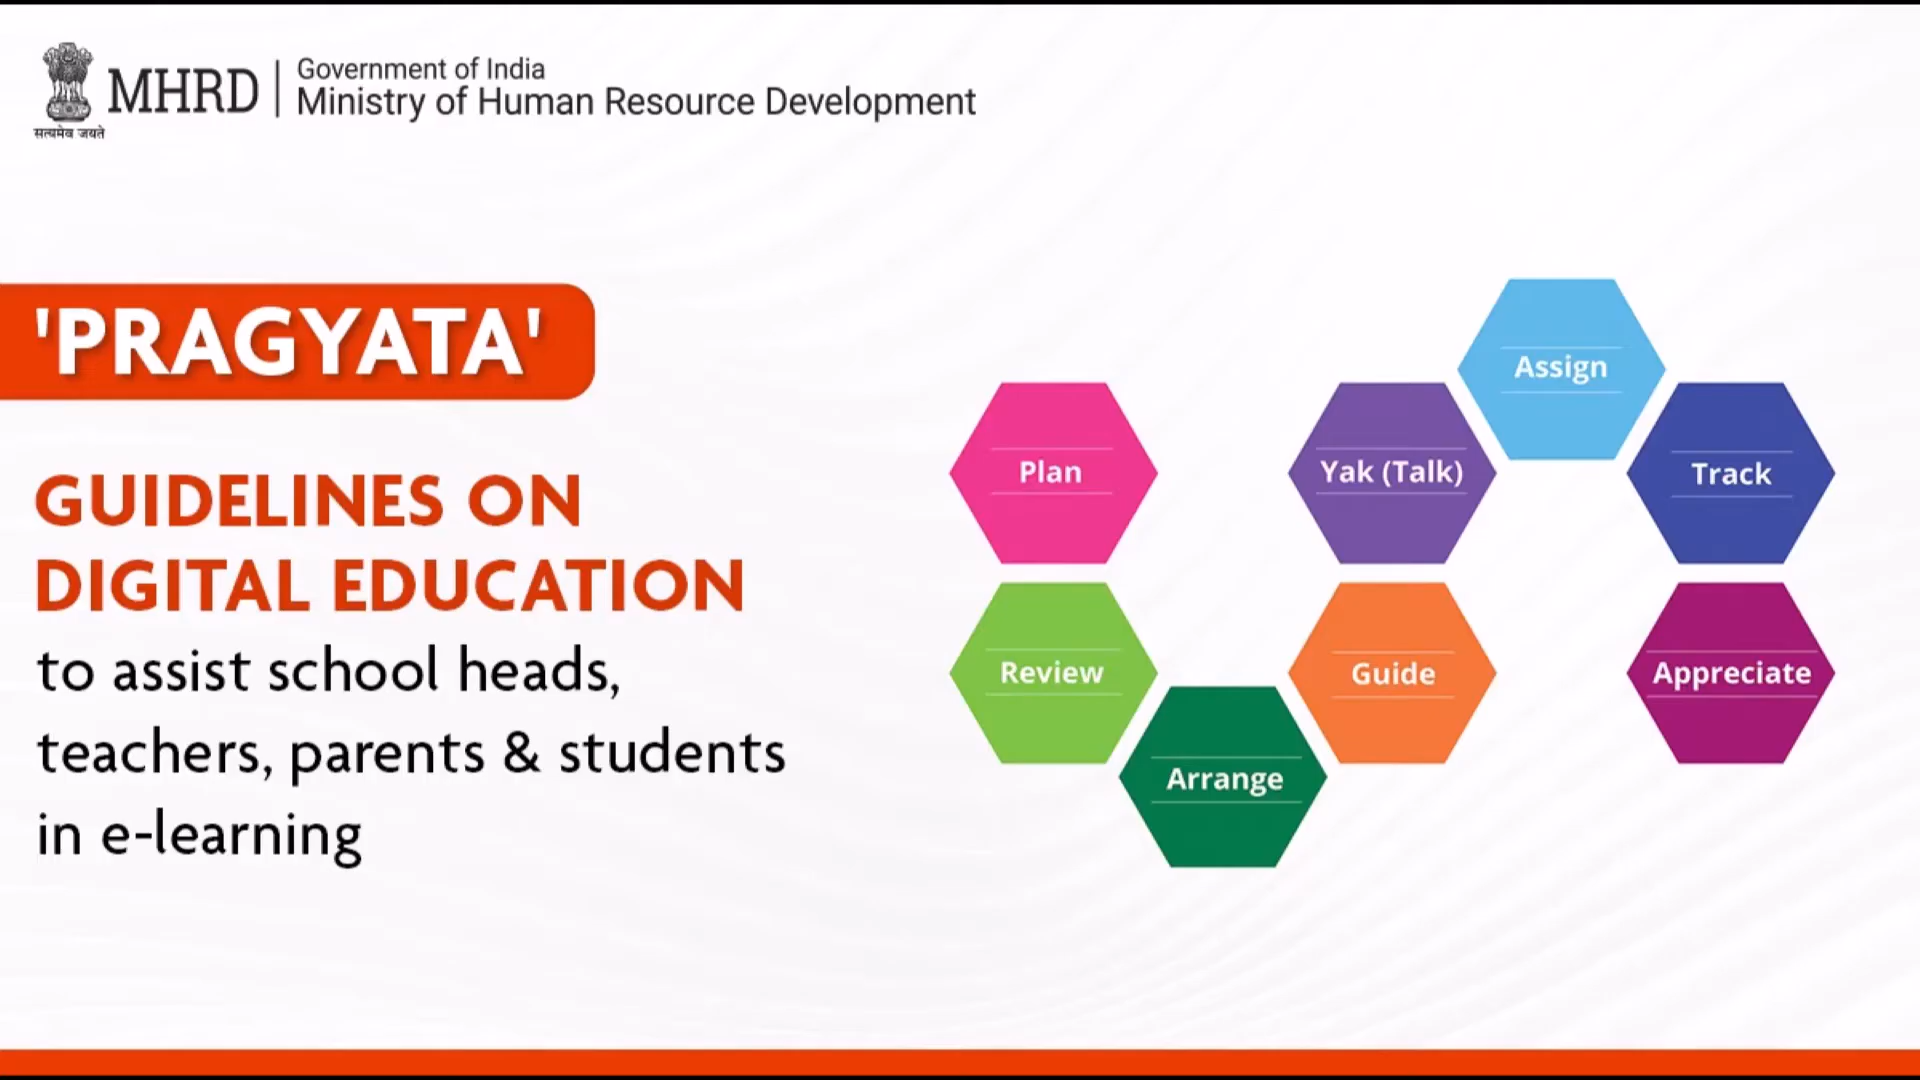 सत्यमेव जयते
MHRD
Government of India
Ministry of Human Resource Development
'PRAGYATA'
GUIDELINES ON
DIGITAL EDUCATION
to assist school heads,
teachers, parents & students
in e-learning
Plan
Review
Arrange
Guide
Yak (Talk)
Assign
Track
Appreciate